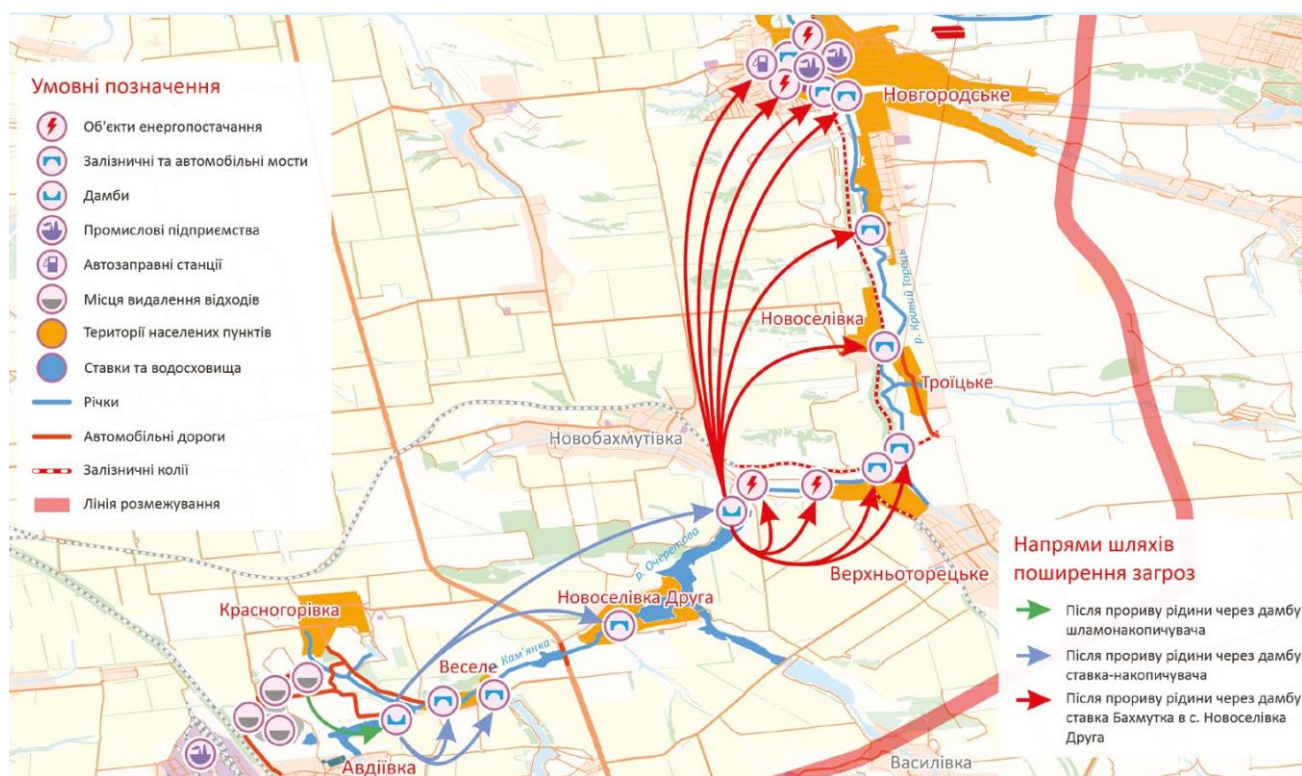 Умовні позначення
Об'єкти енергопостачання
Залізничні та автомобільні мости
Дамби
Промислові підприємства
Автозаправні станції
Місця видалення відходів
Території населених пунктів
Ставки та водосховища
Річки
Автомобільні дороги
Залізничні колії
Лінія розмежування
Новгородське
р. Кривий Торець
Новоселівка
Троїцьке
Новобахмутівка
р. Очеретова
Верхньоторецьке
Новоселівка Друга
Красногорівка
Кам'янка
Веселе
Авдіївка
Василівка
Напрями шляхів
поширення загроз
Після прориву рідини через дамбу
шламонакопичувача
Після прориву рідини через дамбу
ставка-накопичувача
Після прориву рідини через дамбу
ставка Бахмутка в с. Новоселівка
Друга